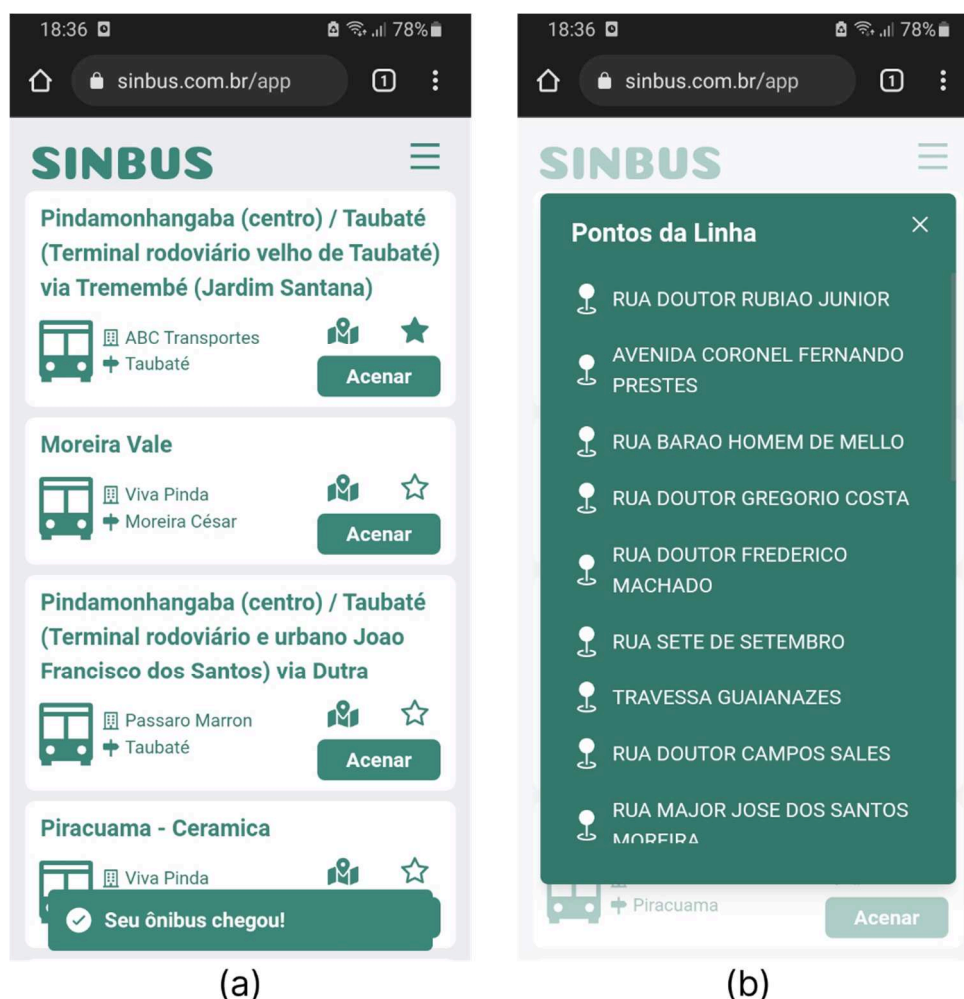 18:36
78%
sinbus.com.br/app
1
SINBUS
Pindamonhangaba (centro) / Taubaté
(Terminal rodoviário velho de Taubaté)
via Tremembé (Jardim Santana)
ABC Transportes
Taubaté
Acenar
Moreira Vale
Viva Pinda
Moreira César
Acenar
Pindamonhangaba (centro) / Taubaté
(Terminal rodoviário e urbano Joao
Francisco dos Santos) via Dutra
Passaro Marron
Taubaté
Acenar
Piracuama - Ceramica
Viva Pinda
Seu ônibus chegou!
(a)
18:36
78%
sinbus.com.br/app
1
SINBUS
Pontos da Linha
RUA DOUTOR RUBIAO JUNIOR
AVENIDA CORONEL FERNANDO
PRESTES
RUA BARAO HOMEM DE MELLO
RUA DOUTOR GREGORIO COSTA
RUA DOUTOR FREDERICO
MACHADO
RUA SETE DE SETEMBRO
TRAVESSA GUAIANAZES
RUA DOUTOR CAMPOS SALES
RUA MAJOR JOSE DOS SANTOS
MOREIRA
Piracuama
Acenar
(b)